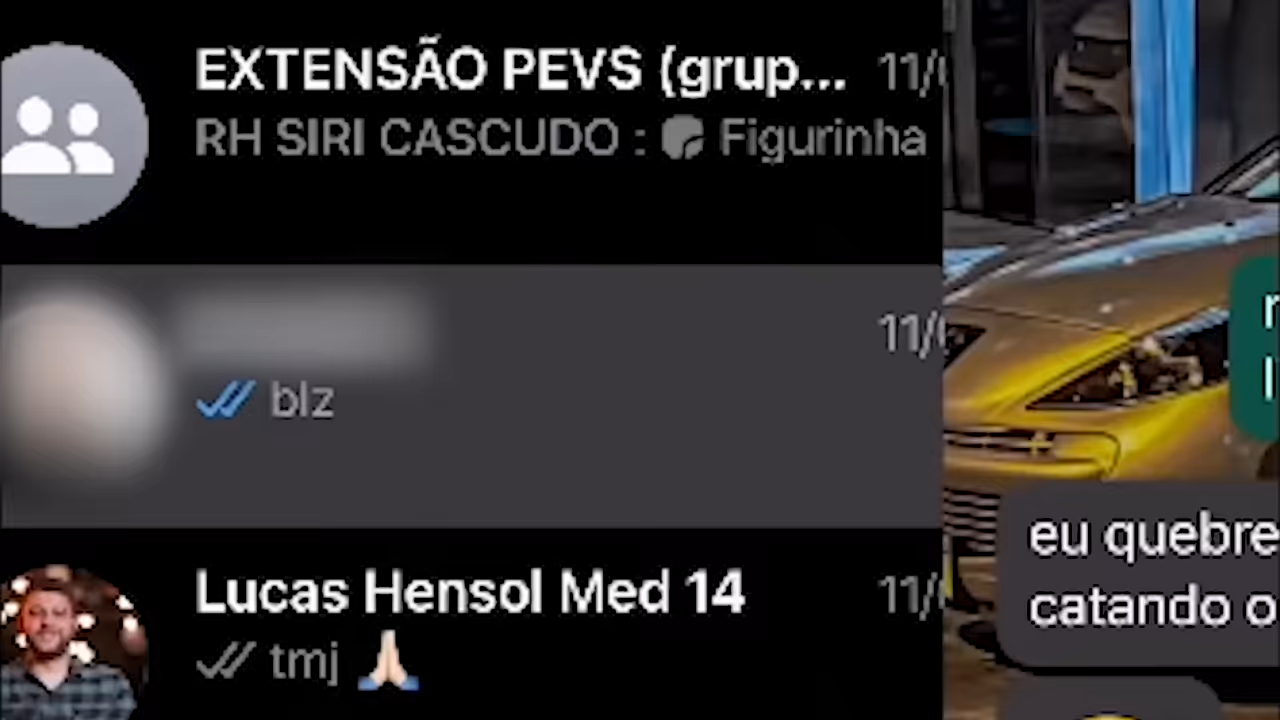 EXTENSÃO PEVS (grup...
11/
RH SIRI CASCUDO : Figurinha
11/
blz
Lucas Hensol Med 14
11/
tmj 🙏🏻
eu quebre
catando o